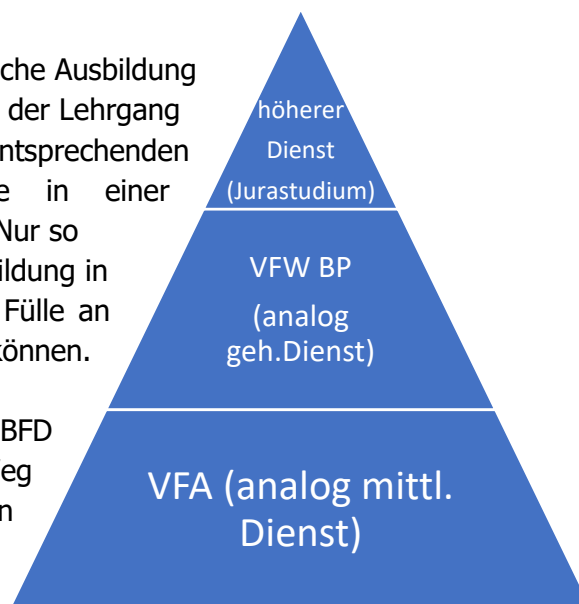 che Ausbildung
der Lehrgang
ntsprechenden
e in einer
Nur so
ildung in
Fülle an
können.
BFD
eg
n
höherer
Dienst
(Jurastudium)
VFW BP
(analog
geh.Dienst)
VFA (analog mittl.
Dienst)